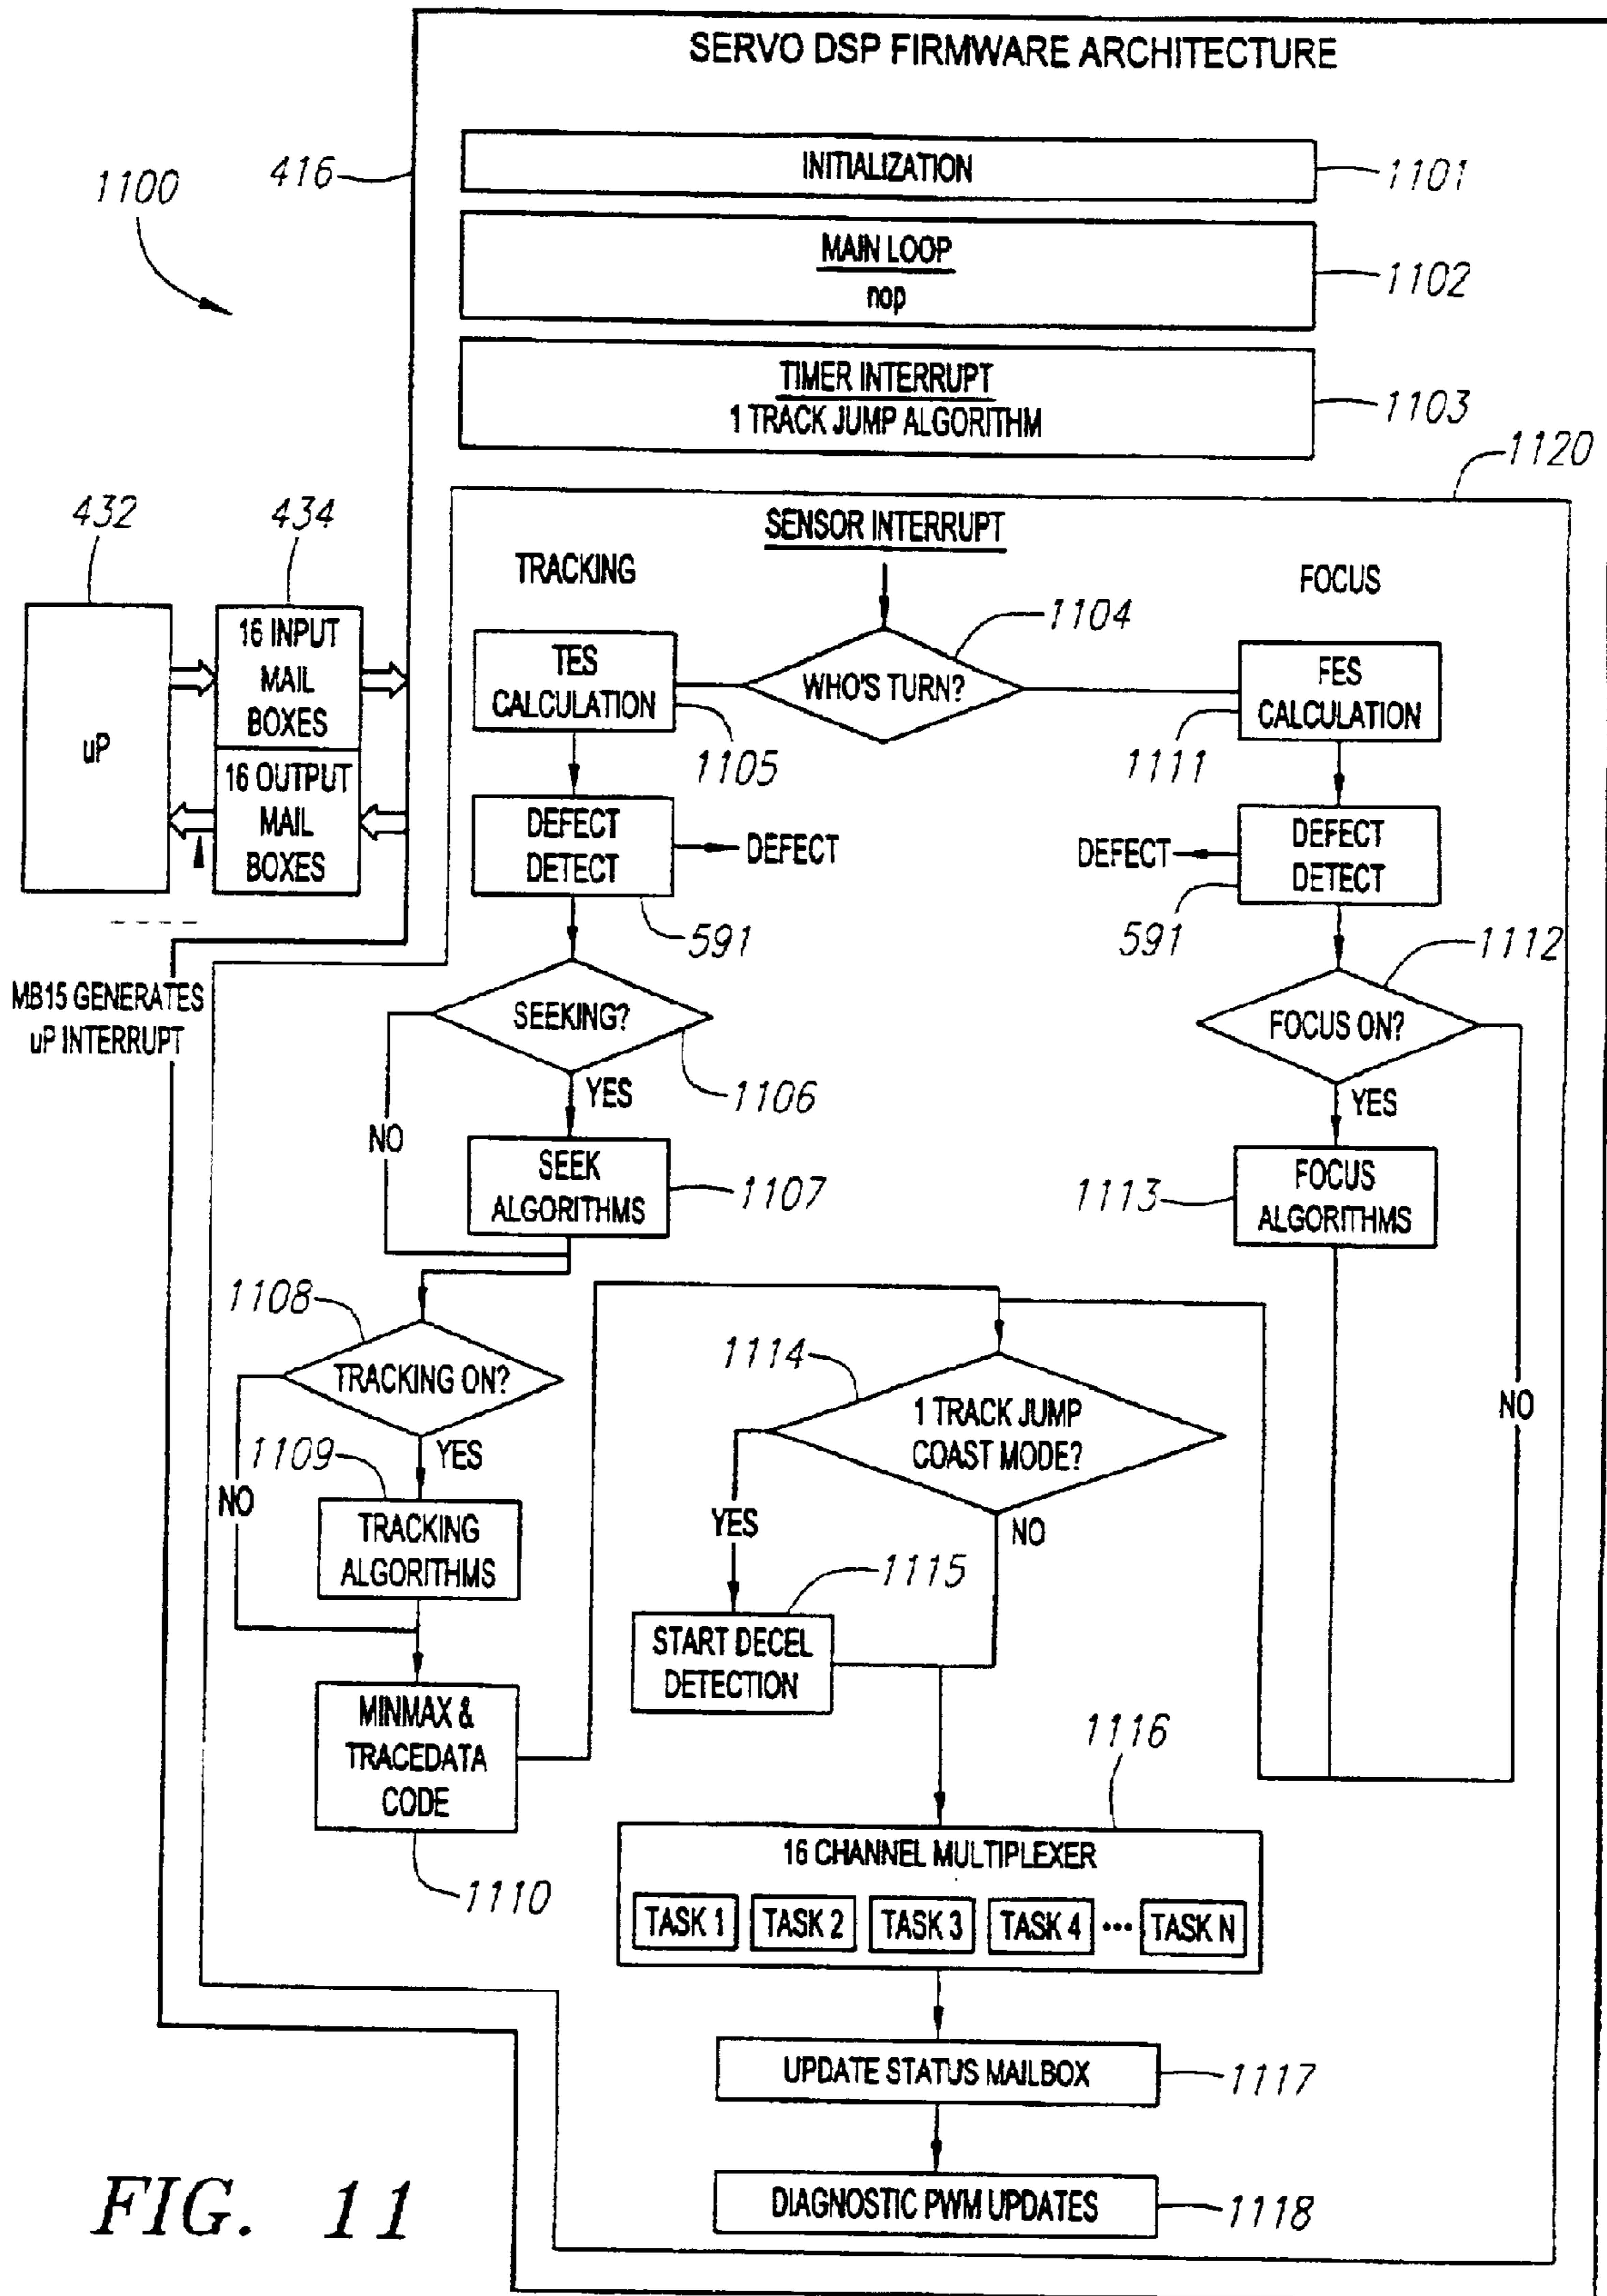 SERVO DSP FIRMWARE ARCHITECTURE
1100
416
INITIALIZATION
1101
MAIN LOOP
nop
1102
TIMER INTERRUPT
1 TRACK JUMP ALGORITHM
1103
1120
432
434
SENSOR INTERRUPT
TRACKING
FOCUS
uP
16 INPUT
MAIL
BOXES
16 OUTPUT
MAIL
BOXES
MB15 GENERATES
uP INTERRUPT
1104
WHO'S TURN?
TES
CALCULATION
1105
FES
CALCULATION
1111
DEFECT
DETECT
DEFECT
591
DEFECT
DEFECT
DETECT
591
SEEKING?
1106
YES
NO
1112
FOCUS ON?
YES
NO
SEEK
ALGORITHMS
1107
1113
FOCUS
ALGORITHMS
1108
TRACKING ON?
YES
NO
1109
TRACKING
ALGORITHMS
1114
1 TRACK JUMP
COAST MODE?
YES
NO
1115
START DECEL
DETECTION
MINMAX &
TRACEDATA
CODE
1110
1116
16 CHANNEL MULTIPLEXER
TASK 1 TASK 2 TASK 3 TASK 4 ••• TASK N
UPDATE STATUS MAILBOX
1117
DIAGNOSTIC PWM UPDATES
1118
FIG. 11